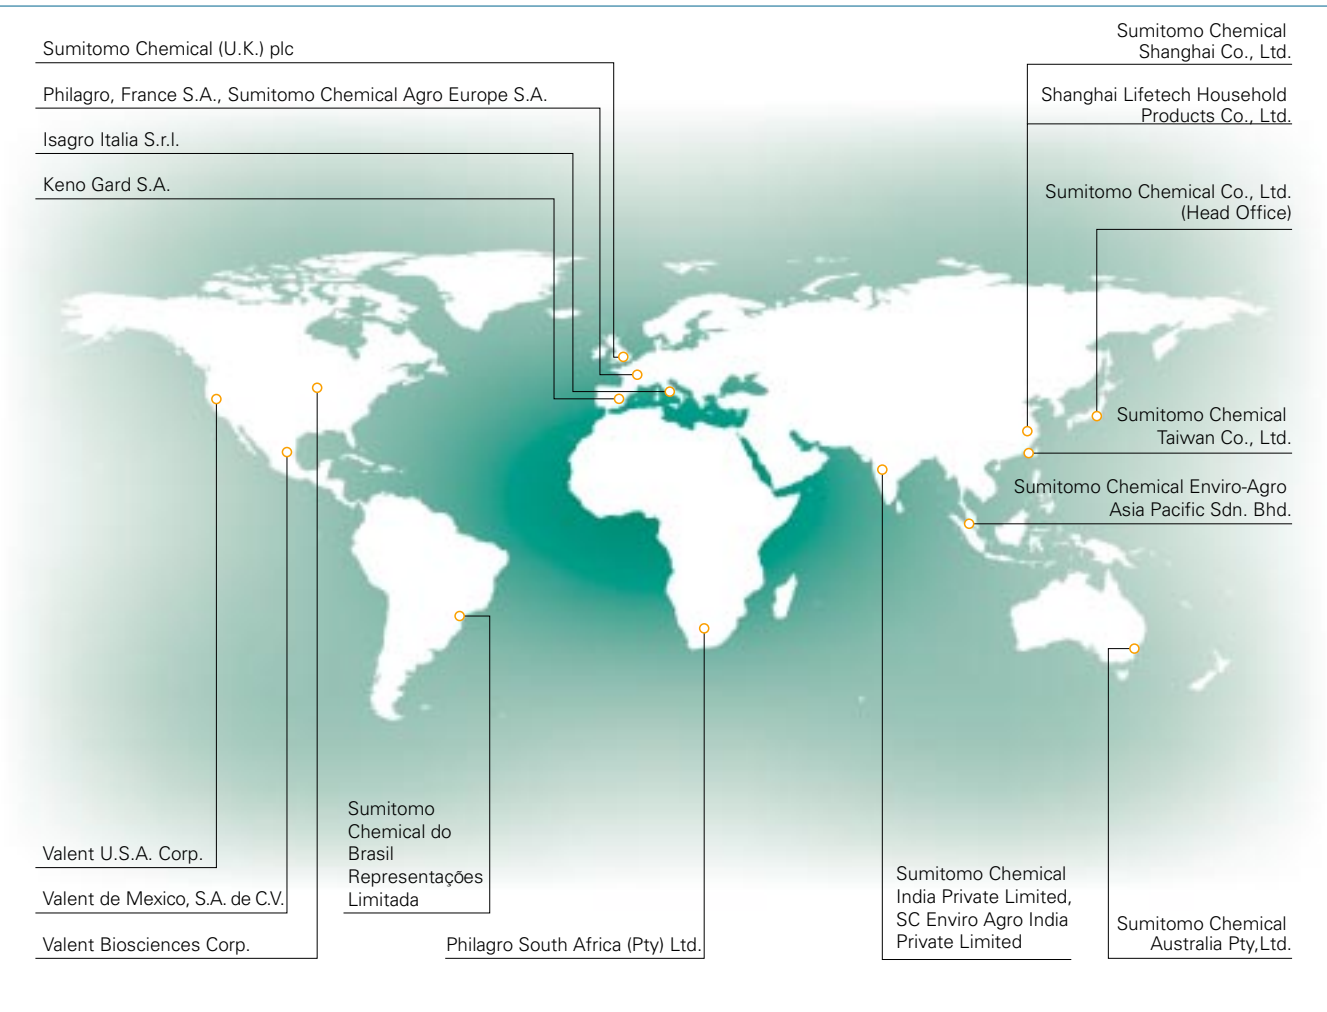 Sumitomo Chemical (U.K.) plc
Philagro, France S.A., Sumitomo Chemical Agro Europe S.A.
Isagro Italia S.r.l.
Keno Gard S.A.
Sumitomo Chemical
Shanghai Co., Ltd.
Shanghai Lifetech Household
Products Co., Ltd.
Sumitomo Chemical Co., Ltd.
(Head Office)
Sumitomo Chemical
Taiwan Co., Ltd.
Sumitomo Chemical Enviro-Agro
Asia Pacific Sdn. Bhd.
Valent U.S.A. Corp.
Valent de Mexico, S.A. de C.V.
Valent Biosciences Corp.
Sumitomo
Chemical do
Brasil
Representações
Limitada
Philagro South Africa (Pty) Ltd.
Sumitomo Chemical
India Private Limited,
SC Enviro Agro India
Private Limited
Sumitomo Chemical
Australia Pty,Ltd.